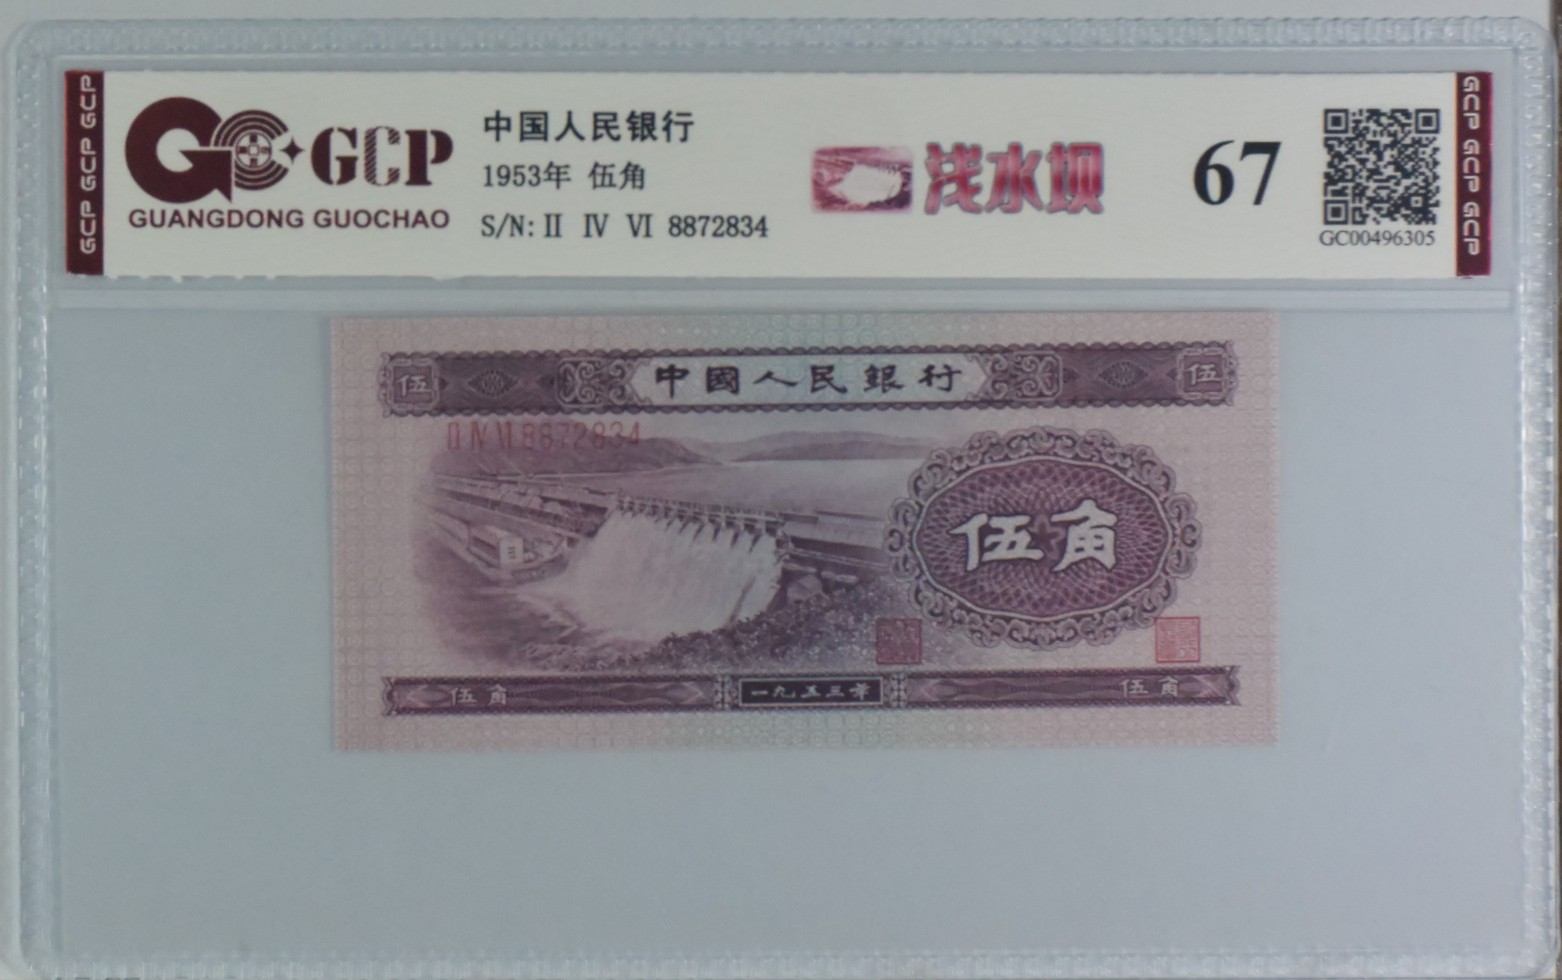 GCP GCP GCP
GCP
GUANGDONG GUOCHAO
中国人民银行
1953年 伍角
S/N: II IV VI 8872834
浅水坝
67
GC00496305
GCP GCP GCP
伍 中國人民銀行 伍
II IV VI 8872834
伍角
伍角 一九五三年 伍角